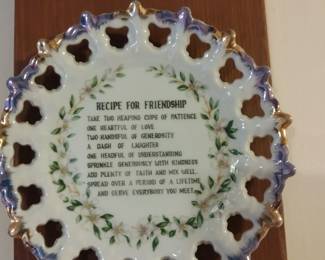 RECIPE FOR FRIENDSHIP
TAKE TWO HEAPING CUPS OF PATIENCE
ONE HEARTFUL OF LOVE
TWO HANDSFUL OF GENEROSITY
A DASH OF LAUGHTER
ONE HEADFUL OF UNDERSTANDING
SPRINKLE GENEROUSLY WITH KINDNESS
ADD PLENTY OF FAITH AND MIX WELL.
SPREAD OVER A PERIOD OF A LIFETIME
AND SERVE EVERYBODY YOU MEET